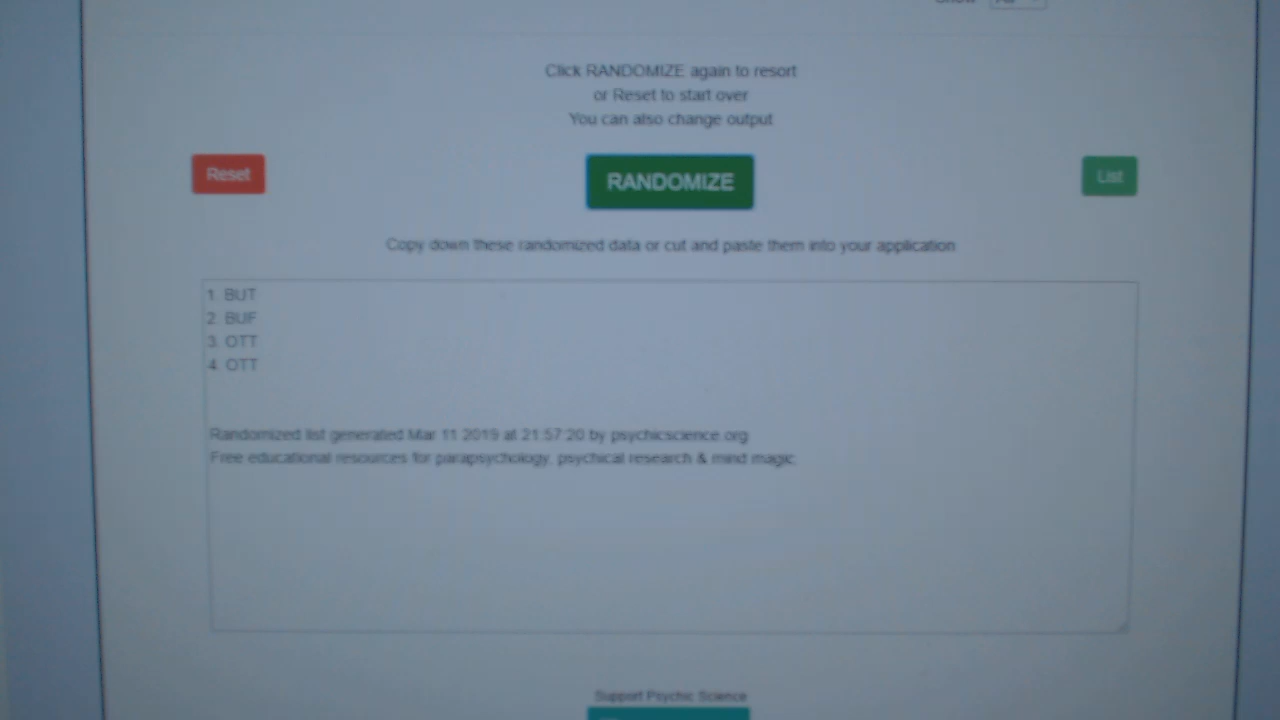 Click RANDOMIZE again to resort
or Reset to start over
You can also change output
Reset
RANDOMIZE
List
Copy down these randomized data or cut and paste them into your application
1. BUT
2. BUF
3. OTT
4. OTT
Randomized list generated Mar 11 2019 at 21:57:20 by psychicscience.org
Free educational resources for parapsychology, psychical research & mind magic.
Support Psychic Science